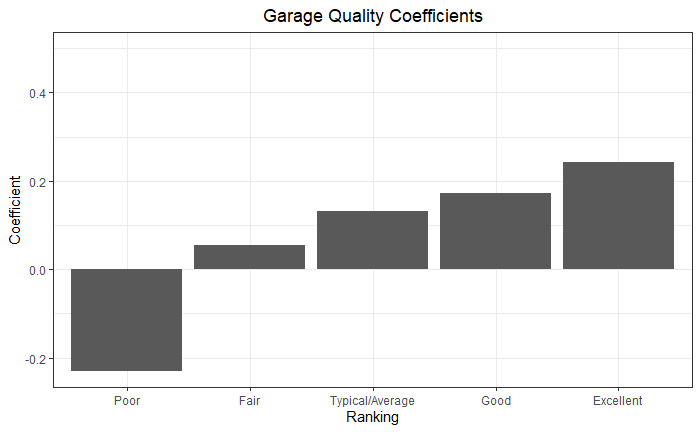 Garage Quality Coefficients
Coefficient
0.4
0.2
0.0
-0.2
Poor Fair Typical/Average Good Excellent
Ranking